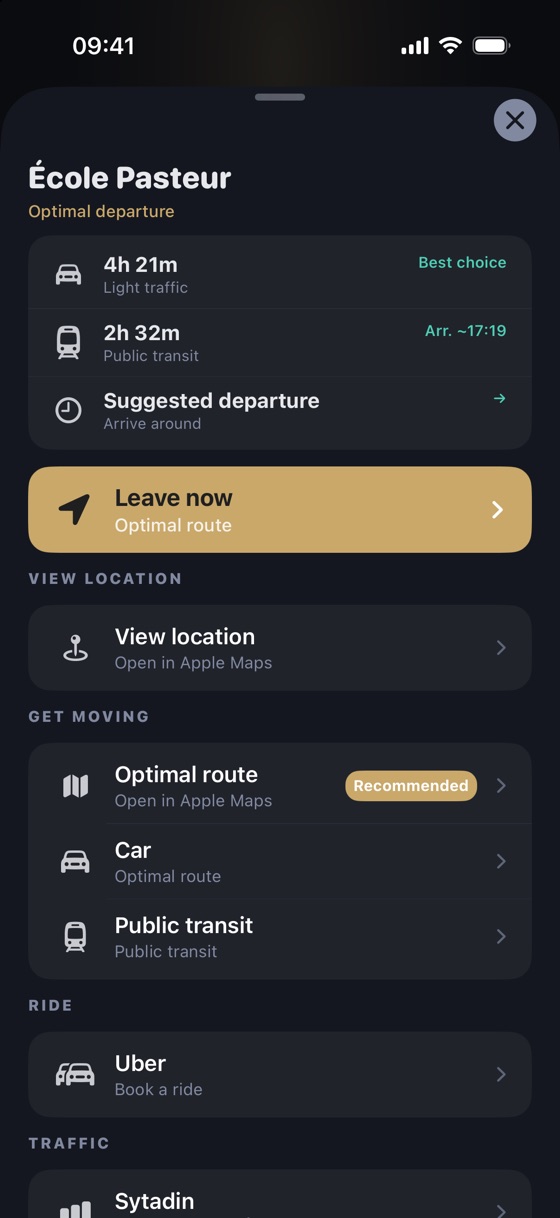 09:41
École Pasteur
Optimal departure
4h 21m
Best choice
Light traffic
2h 32m
Arr. ~17:19
Public transit
Suggested departure
→
Arrive around
Leave now
Optimal route
VIEW LOCATION
View location
Open in Apple Maps
GET MOVING
Optimal route
Recommended
Open in Apple Maps
Car
Optimal route
Public transit
Public transit
RIDE
Uber
Book a ride
TRAFFIC
Sytadin